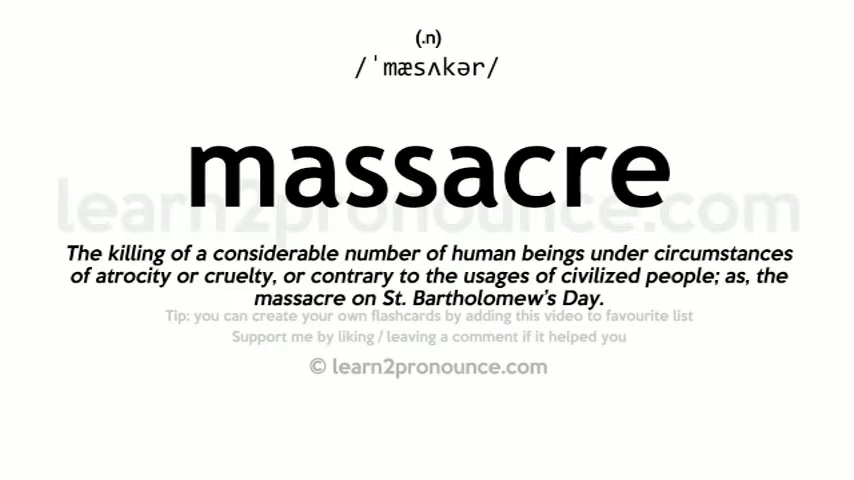 (.n)
/ˈmæsʌkər/
massacre
learn2pronounce.com
The killing of a considerable number of human beings under circumstances
of atrocity or cruelty, or contrary to the usages of civilized people; as, the
massacre on St. Bartholomew's Day.
Tip: you can create your own flashcards by adding this video to favourite list
Support me by liking / leaving a comment if it helped you
© learn2pronounce.com